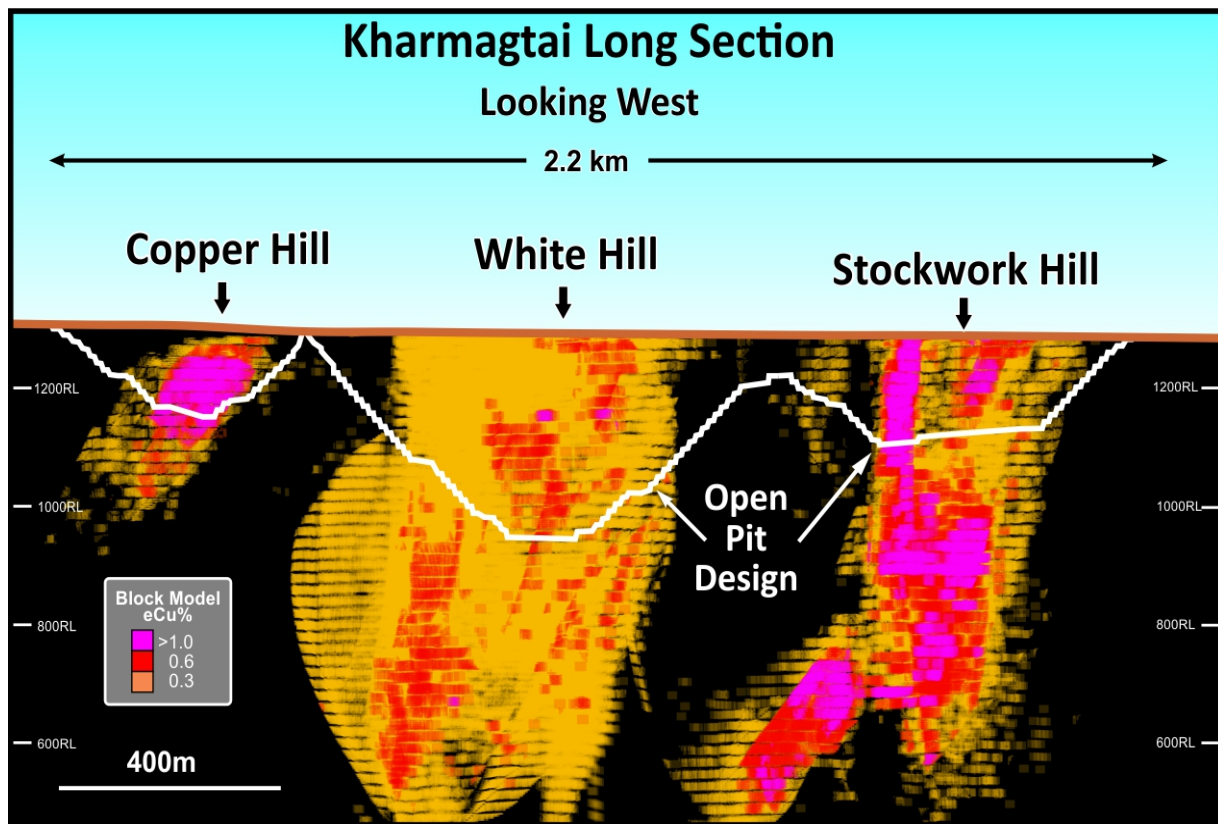 Kharmagtai Long Section
Looking West
2.2 km
Copper Hill
White Hill
Stockwork Hill
1200RL
1200RL
1000RL
1000RL
Open
Pit
Design
Block Model
eCu%
>1.0
0.6
0.3
800RL
800RL
600RL
600RL
400m